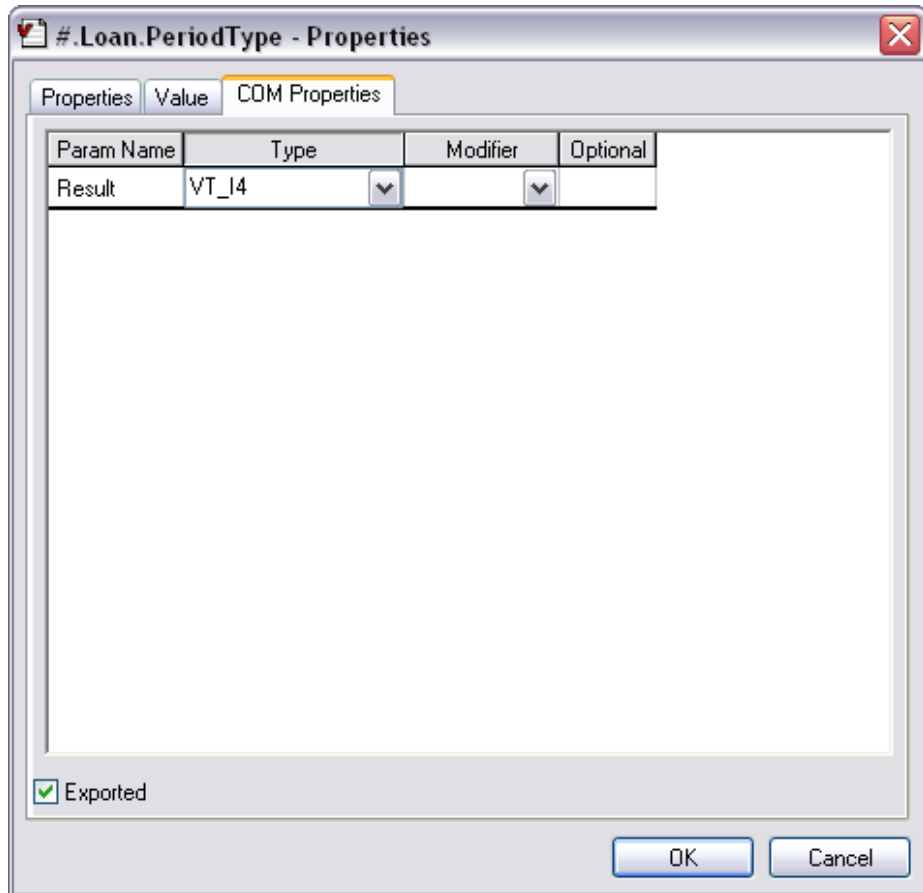 #.Loan.PeriodType - Properties
Properties Value COM Properties
Param Name Type Modifier Optional
Result VT_I4
Exported
OK Cancel